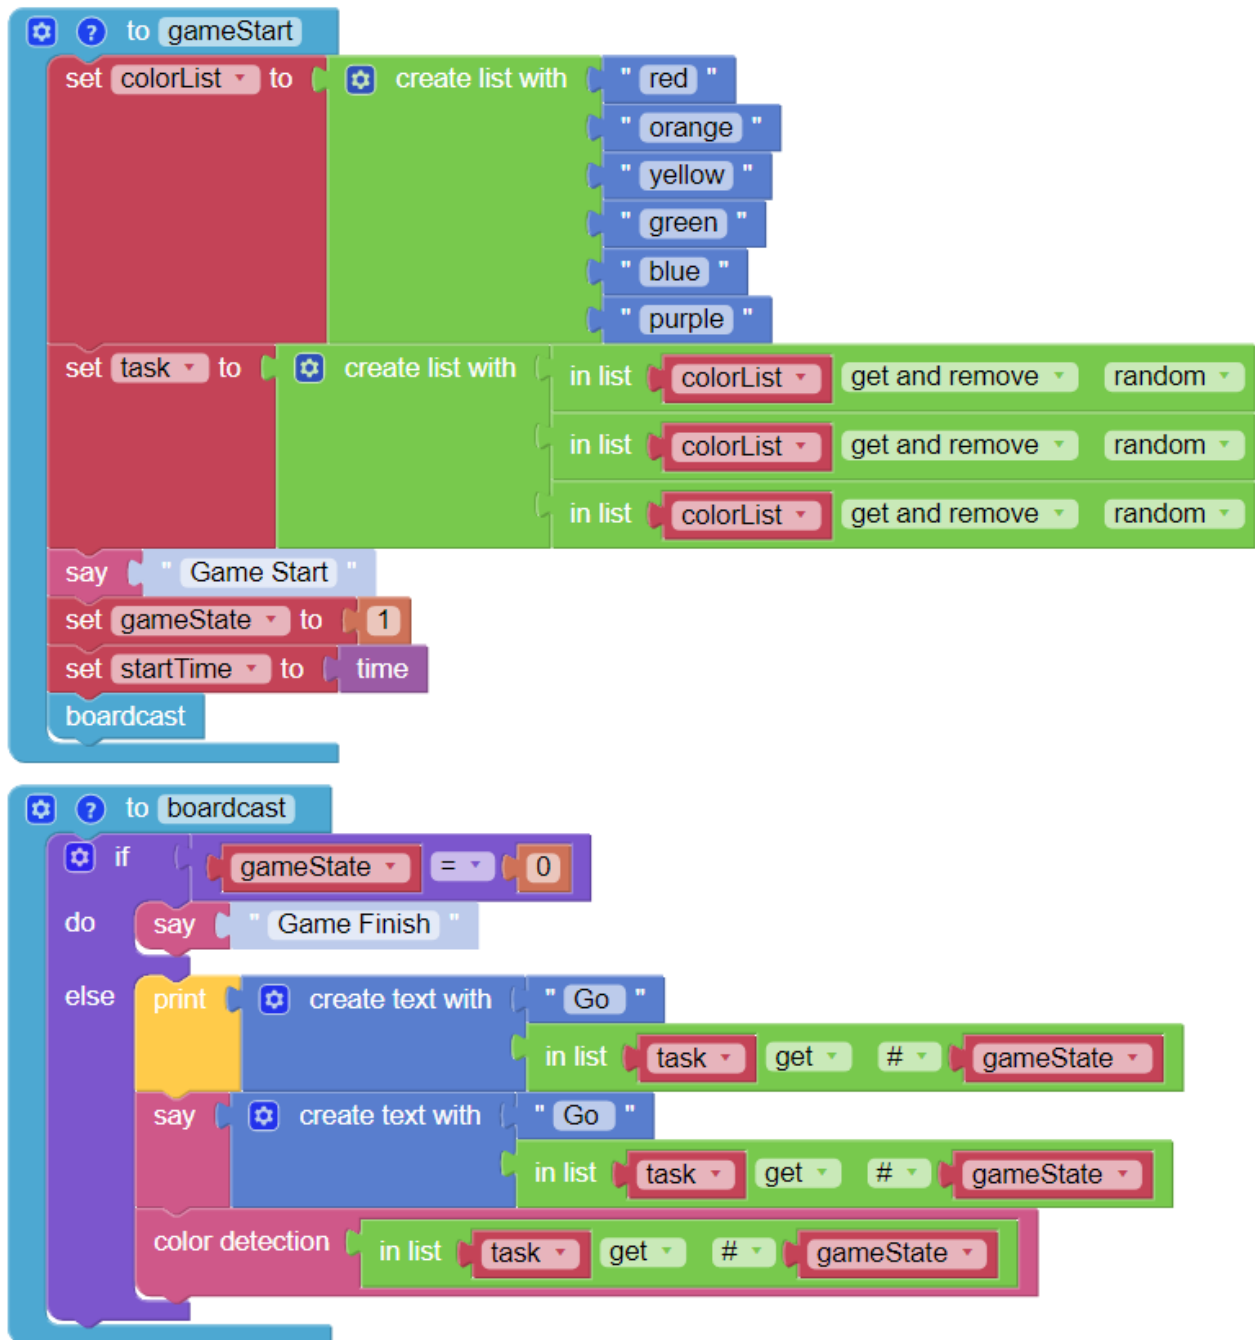 to gameStart
set colorList to create list with " red "
" orange "
" yellow "
" green "
" blue "
" purple "
set task to create list with in list colorList get and remove random
in list colorList get and remove random
in list colorList get and remove random
say " Game Start "
set gameState to 1
set startTime to time
boardcast
? to boardcast
if gameState = 0
do say " Game Finish "
else print create text with " Go "
in list task get # gameState
say create text with " Go "
in list task get # gameState
color detection in list task get # gameState